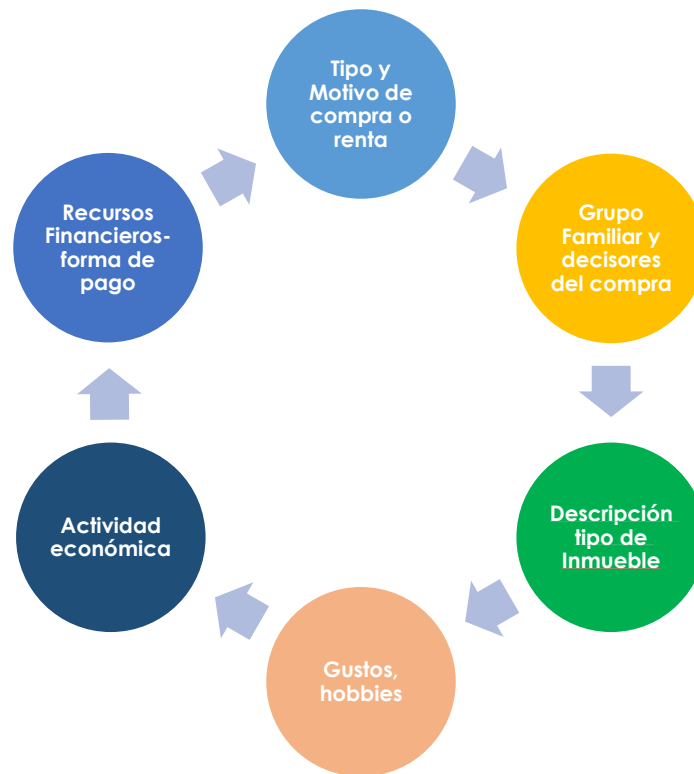 Tipo y
Motivo de
compra o
renta
Grupo
Familiar y
decisores
del compra
Descripción
tipo de
Inmueble
Gustos,
hobbies
Actividad
económica
Recursos
Financieros-
forma de
pago